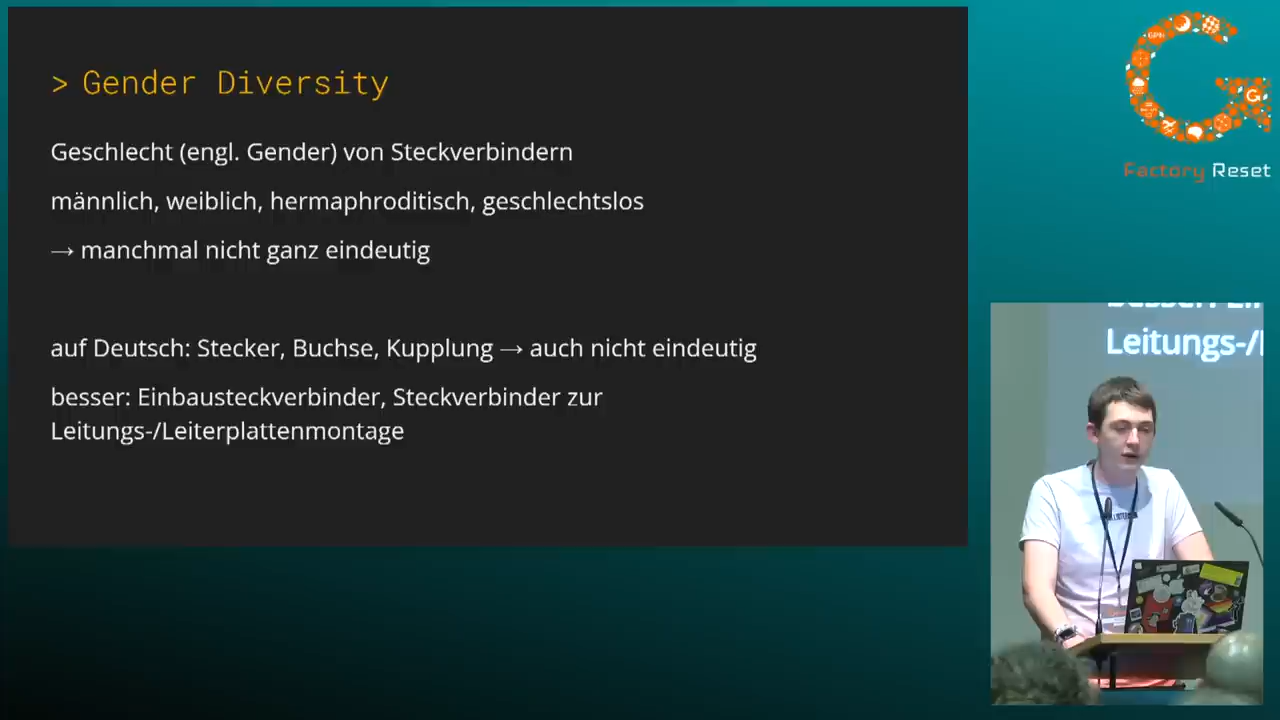 > Gender Diversity
Geschlecht (engl. Gender) von Steckverbindern
männlich, weiblich, hermaphroditisch, geschlechtslos
→ manchmal nicht ganz eindeutig
auf Deutsch: Stecker, Buchse, Kupplung → auch nicht eindeutig
besser: Einbausteckverbinder, Steckverbinder zur
Leitungs-/Leiterplattenmontage
Factory Reset
Leitungs-/